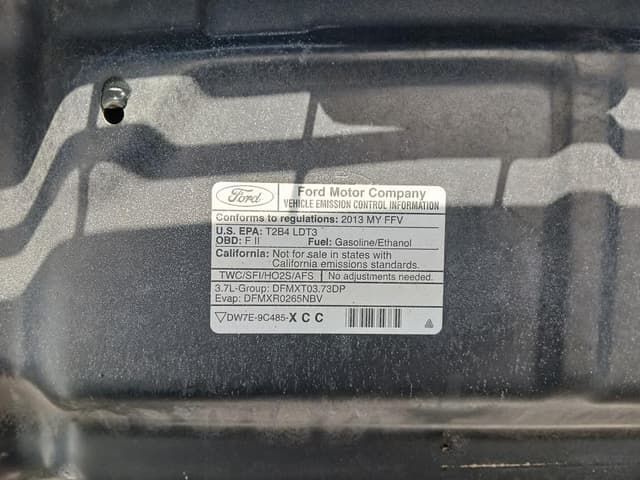 Ford
Ford Motor Company
VEHICLE EMISSION CONTROL INFORMATION
Conforms to regulations: 2013 MY FFV
U.S. EPA: T2B4 LDT3
OBD: F II Fuel: Gasoline/Ethanol
California: Not for sale in states with
California emissions standards.
TWC/SFI/HO2S/AFS No adjustments needed.
3.7L-Group: DFMXT03.73DP
Evap: DFMXR0265NBV
DW7E-9C485-X C C